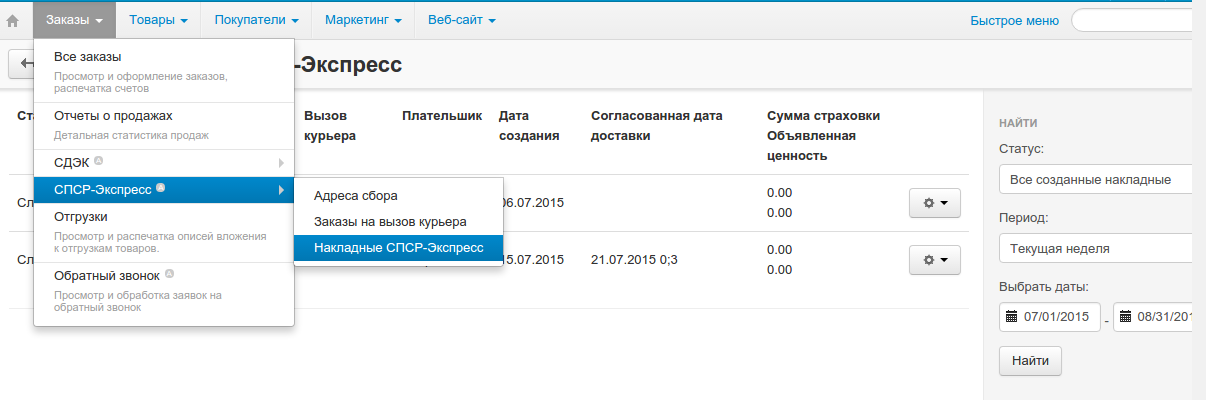 Заказы Товары Покупатели Маркетинг Веб-сайт Быстрое меню
-Экспресс
Все заказы
Просмотр и оформление заказов,
распечатка счетов
Отчеты о продажах
Детальная статистика продаж
СДЭК A
СПСР-Экспресс A
Отгрузки
Просмотр и распечатка описей вложения
к отгрузкам товаров.
Обратный звонок A
Просмотр и обработка заявок на
обратный звонок
Адреса сбора
Заказы на вызов курьера
Накладные СПСР-Экспресс
Вызов
курьера
Плательщик
Дата
создания
Согласованная дата
доставки
Сумма страховки
Объявленная
ценность
06.07.2015
0.00
0.00
15.07.2015 21.07.2015 0;3
0.00
0.00
НАЙТИ
Статус:
Все созданные накладные
Период:
Текущая неделя
Выбрать даты:
07/01/2015 - 08/31/201
Найти